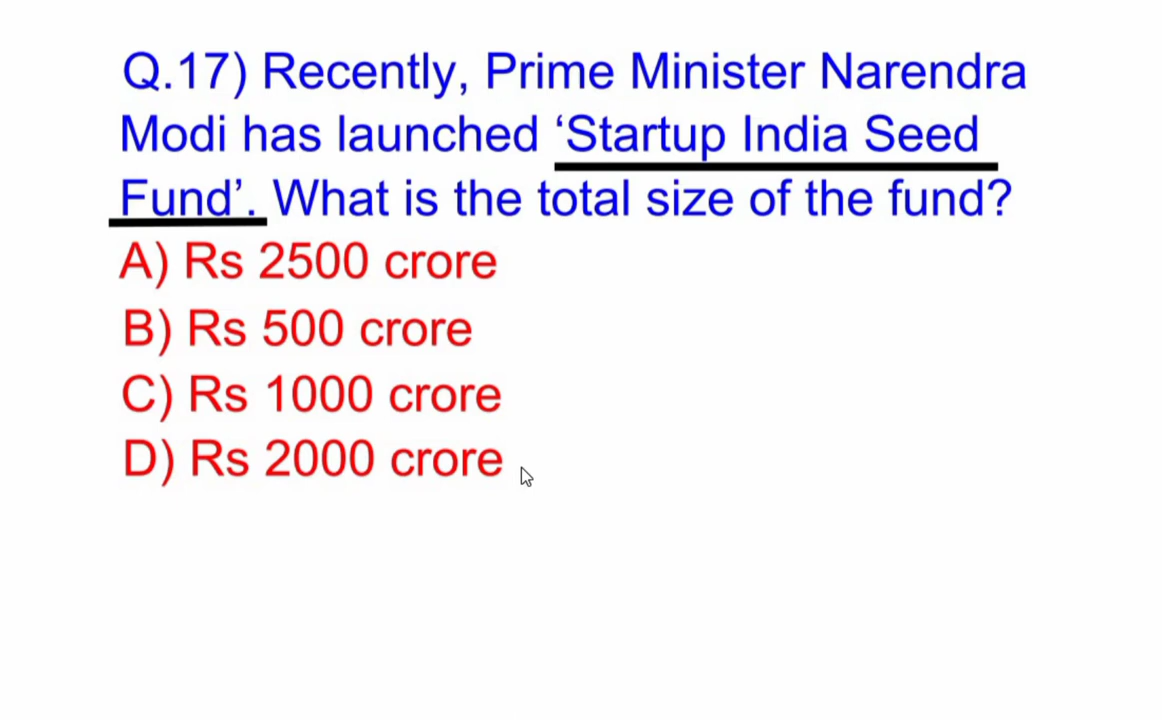 Q.17) Recently, Prime Minister Narendra
Modi has launched ‘Startup India Seed
Fund’. What is the total size of the fund?
A) Rs 2500 crore
B) Rs 500 crore
C) Rs 1000 crore
D) Rs 2000 crore